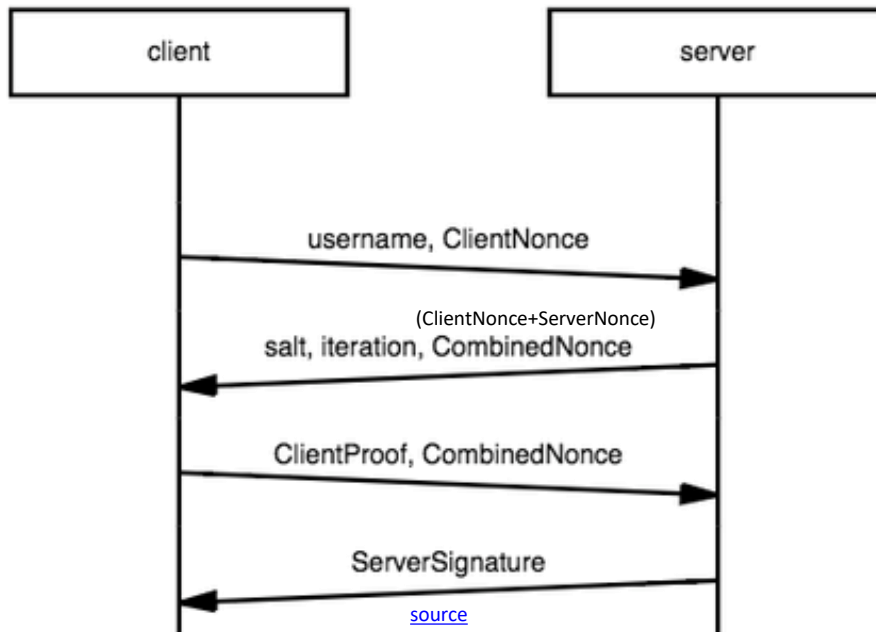 client
server
username, ClientNonce
(ClientNonce+ServerNonce)
salt, iteration, CombinedNonce
ClientProof, CombinedNonce
ServerSignature
source